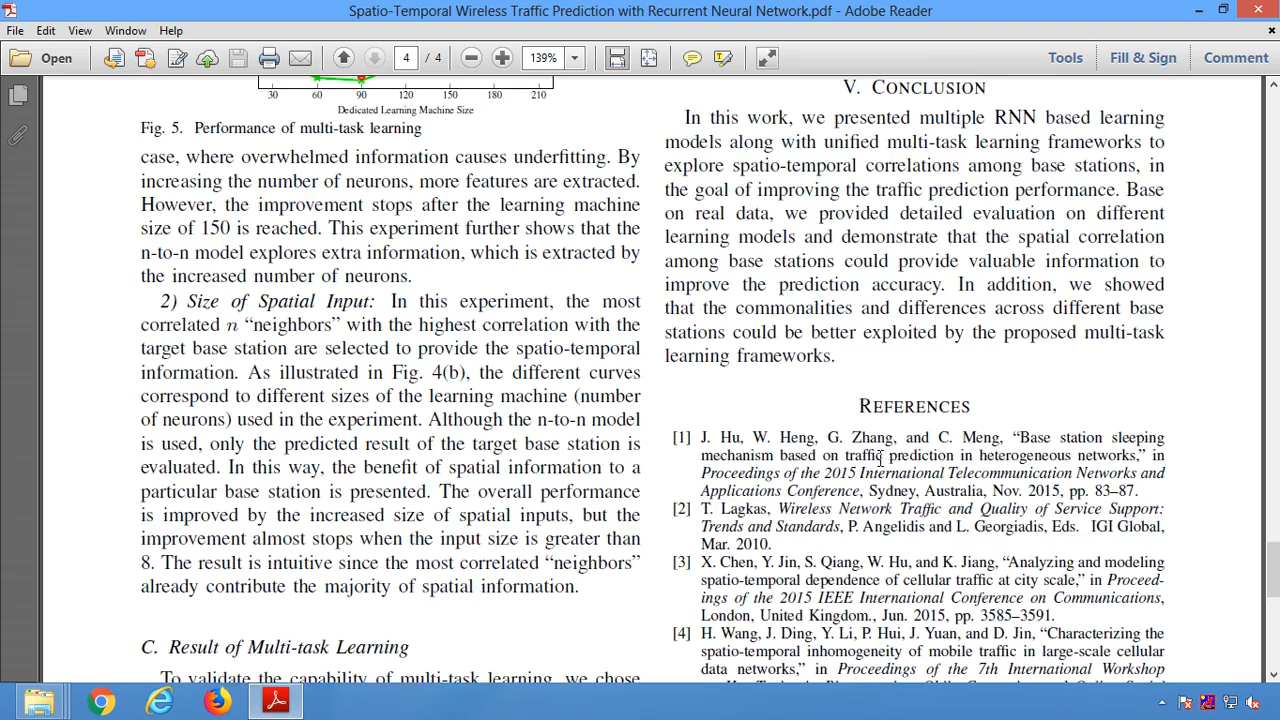 Spatio-Temporal Wireless Traffic Prediction with Recurrent Neural Network.pdf - Adobe Reader
File Edit View Window Help
Open 4 / 4 139% Tools Fill & Sign Comment
30 60 90 120 150 180 210
Dedicated Learning Machine Size
Fig. 5. Performance of multi-task learning
case, where overwhelmed information causes underfitting. By
increasing the number of neurons, more features are extracted.
However, the improvement stops after the learning machine
size of 150 is reached. This experiment further shows that the
n-to-n model explores extra information, which is extracted by
the increased number of neurons.
2) Size of Spatial Input: In this experiment, the most
correlated n “neighbors” with the highest correlation with the
target base station are selected to provide the spatio-temporal
information. As illustrated in Fig. 4(b), the different curves
correspond to different sizes of the learning machine (number
of neurons) used in the experiment. Although the n-to-n model
is used, only the predicted result of the target base station is
evaluated. In this way, the benefit of spatial information to a
particular base station is presented. The overall performance
is improved by the increased size of spatial inputs, but the
improvement almost stops when the input size is greater than
8. The result is intuitive since the most correlated “neighbors”
already contribute the majority of spatial information.
C. Result of Multi-task Learning
To validate the capability of multi-task learning, we chose
V. CONCLUSION
In this work, we presented multiple RNN based learning
models along with unified multi-task learning frameworks to
explore spatio-temporal correlations among base stations, in
the goal of improving the traffic prediction performance. Base
on real data, we provided detailed evaluation on different
learning models and demonstrate that the spatial correlation
among base stations could provide valuable information to
improve the prediction accuracy. In addition, we showed
that the commonalities and differences across different base
stations could be better exploited by the proposed multi-task
learning frameworks.
REFERENCES
[1] J. Hu, W. Heng, G. Zhang, and C. Meng, “Base station sleeping
mechanism based on traffic prediction in heterogeneous networks,” in
Proceedings of the 2015 International Telecommunication Networks and
Applications Conference, Sydney, Australia, Nov. 2015, pp. 83–87.
[2] T. Lagkas, Wireless Network Traffic and Quality of Service Support:
Trends and Standards, P. Angelidis and L. Georgiadis, Eds. IGI Global,
Mar. 2010.
[3] X. Chen, Y. Jin, S. Qiang, W. Hu, and K. Jiang, “Analyzing and modeling
spatio-temporal dependence of cellular traffic at city scale,” in Proceed-
ings of the 2015 IEEE International Conference on Communications,
London, United Kingdom., Jun. 2015, pp. 3585–3591.
[4] H. Wang, J. Ding, Y. Li, P. Hui, J. Yuan, and D. Jin, “Characterizing the
spatio-temporal inhomogeneity of mobile traffic in large-scale cellular
data networks,” in Proceedings of the 7th International Workshop